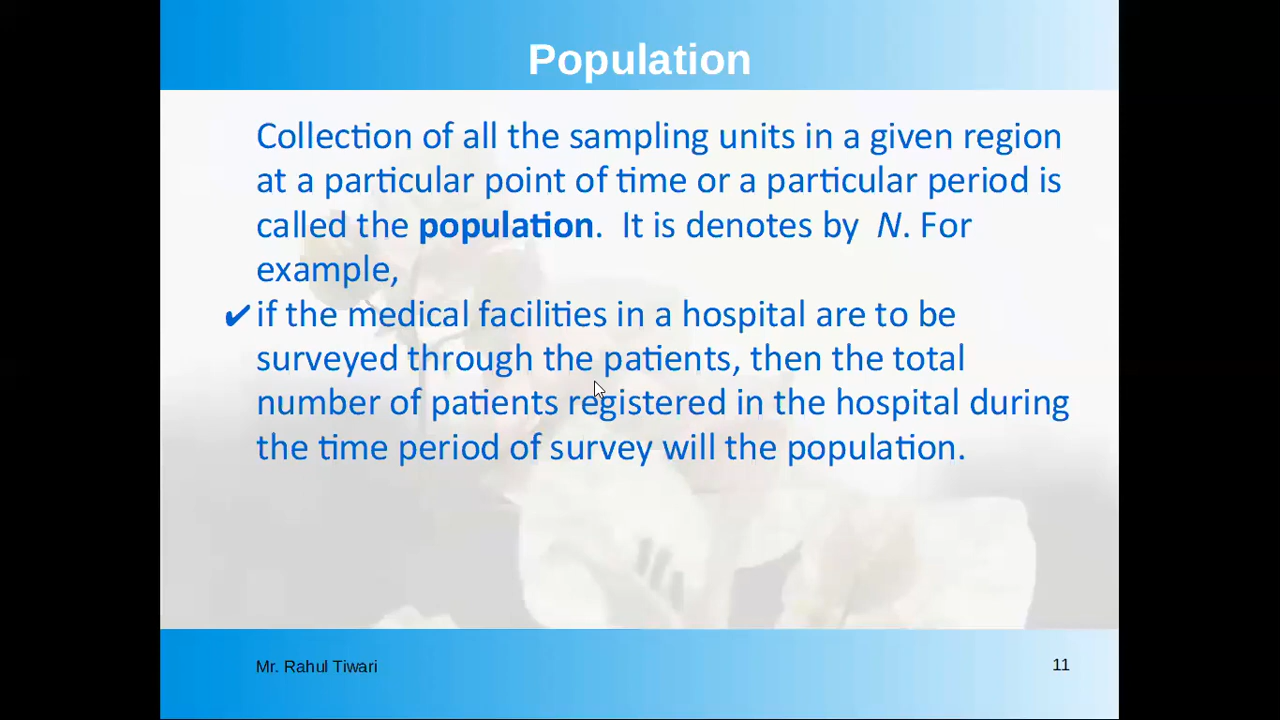 Population
Collection of all the sampling units in a given region
at a particular point of time or a particular period is
called the population.  It is denotes by  N. For
example,
✔if the medical facilities in a hospital are to be
surveyed through the patients, then the total
number of patients registered in the hospital during
the time period of survey will the population.
Mr. Rahul Tiwari
11